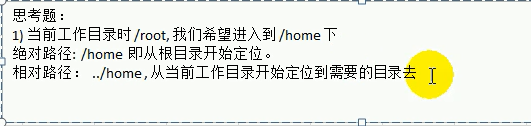 思考题：
1) 当前工作目录时 /root, 我们希望进入到 /home 下
绝对路径: /home 即从根目录开始定位。
相对路径： ../home , 从当前工作目录开始定位到需要的目录去